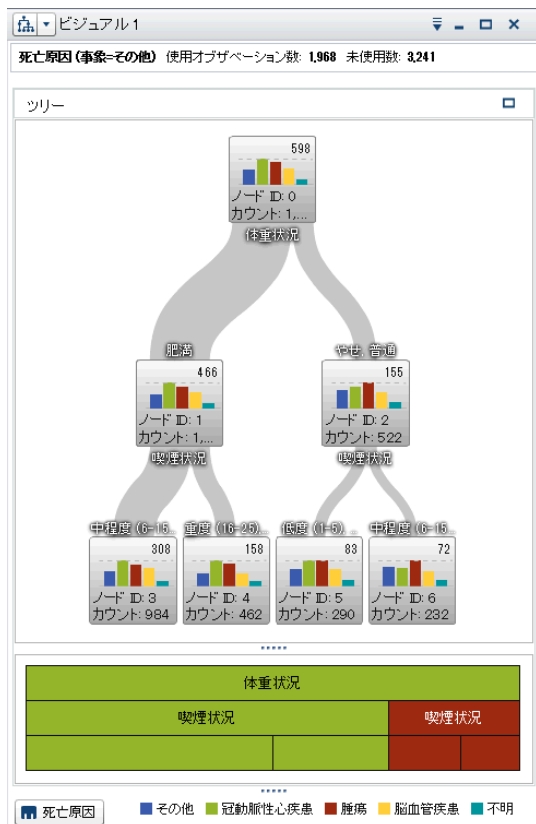 ビジュアル 1
死亡原因 (事象=その他) 使用オブザベーション数: 1,968 未使用数: 3,241
ツリー
598
ノード ID: 0
カウント: 1,...
体重状況
肥満
やせ, 普通
466
ノード ID: 1
カウント: 1,...
喫煙状況
155
ノード ID: 2
カウント: 522
喫煙状況
中程度 (6-15...
重度 (16-25)...
低度 (1-5), ...
中程度 (6-15...
308
ノード ID: 3
カウント: 984
158
ノード ID: 4
カウント: 462
83
ノード ID: 5
カウント: 290
72
ノード ID: 6
カウント: 232
体重状況
喫煙状況 喫煙状況
死亡原因 その他 冠動脈性心疾患 腫瘍 脳血管疾患 不明